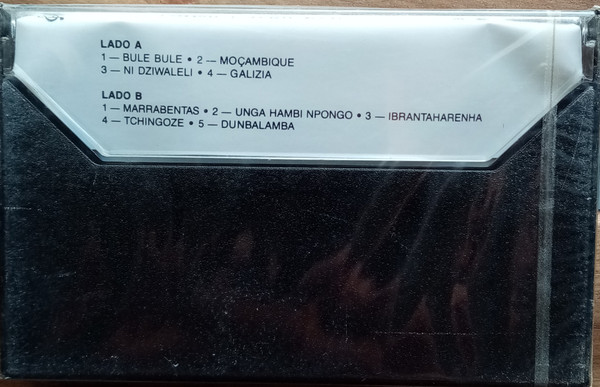 LADO A
1 — BULE BULE • 2 — MOÇAMBIQUE
3 — NI DZIWALELI • 4 — GALIZIA
LADO B
1 — MARRABENTAS • 2 — UNGA HAMBI NPONGO • 3 — IBRANTAHARENHA
4 — TCHINGOZE • 5 — DUNBALAMBA